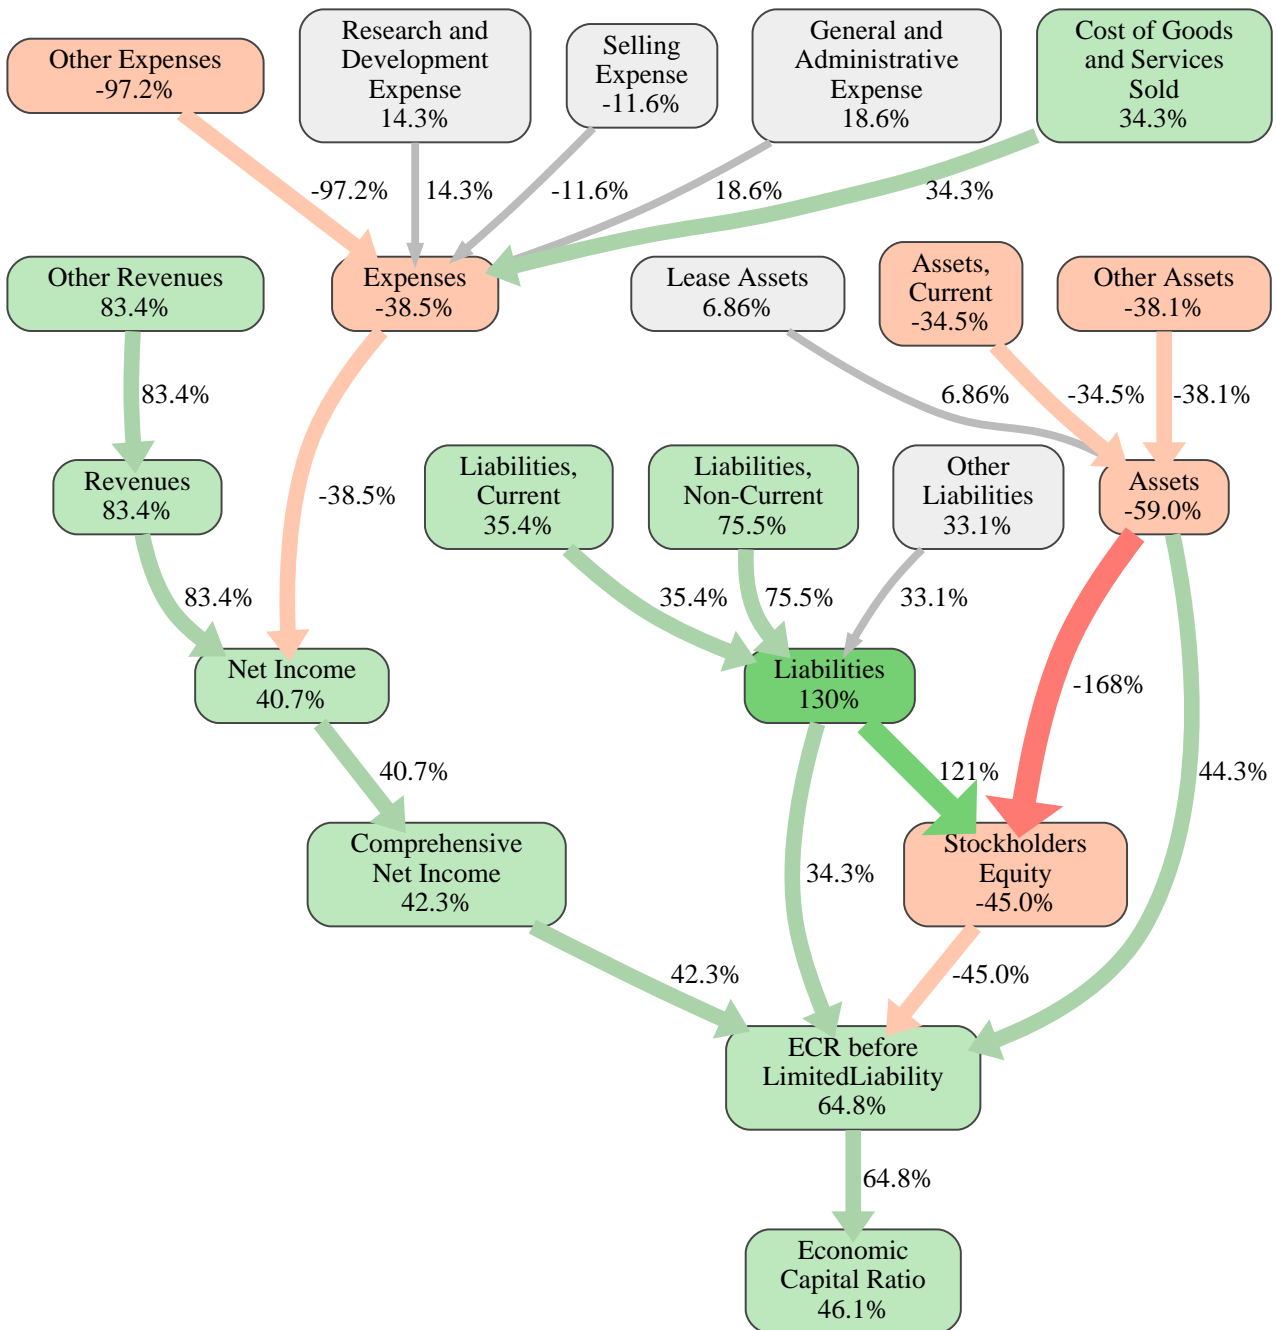 Other Expenses
-97.2%
Research and
Development
Expense
14.3%
Selling
Expense
-11.6%
General and
Administrative
Expense
18.6%
Cost of Goods
and Services
Sold
34.3%
-97.2%
14.3%
-11.6%
18.6%
34.3%
Other Revenues
83.4%
Expenses
-38.5%
Lease Assets
6.86%
Assets,
Current
-34.5%
Other Assets
-38.1%
83.4%
6.86%
-34.5%
-38.1%
Revenues
83.4%
-38.5%
Liabilities,
Current
35.4%
Liabilities,
Non-Current
75.5%
Other
Liabilities
33.1%
Assets
-59.0%
83.4%
35.4%
75.5%
33.1%
Net Income
40.7%
Liabilities
130%
-168%
40.7%
121%
44.3%
Comprehensive
Net Income
42.3%
34.3%
Stockholders
Equity
-45.0%
42.3%
-45.0%
ECR before
LimitedLiability
64.8%
64.8%
Economic
Capital Ratio
46.1%